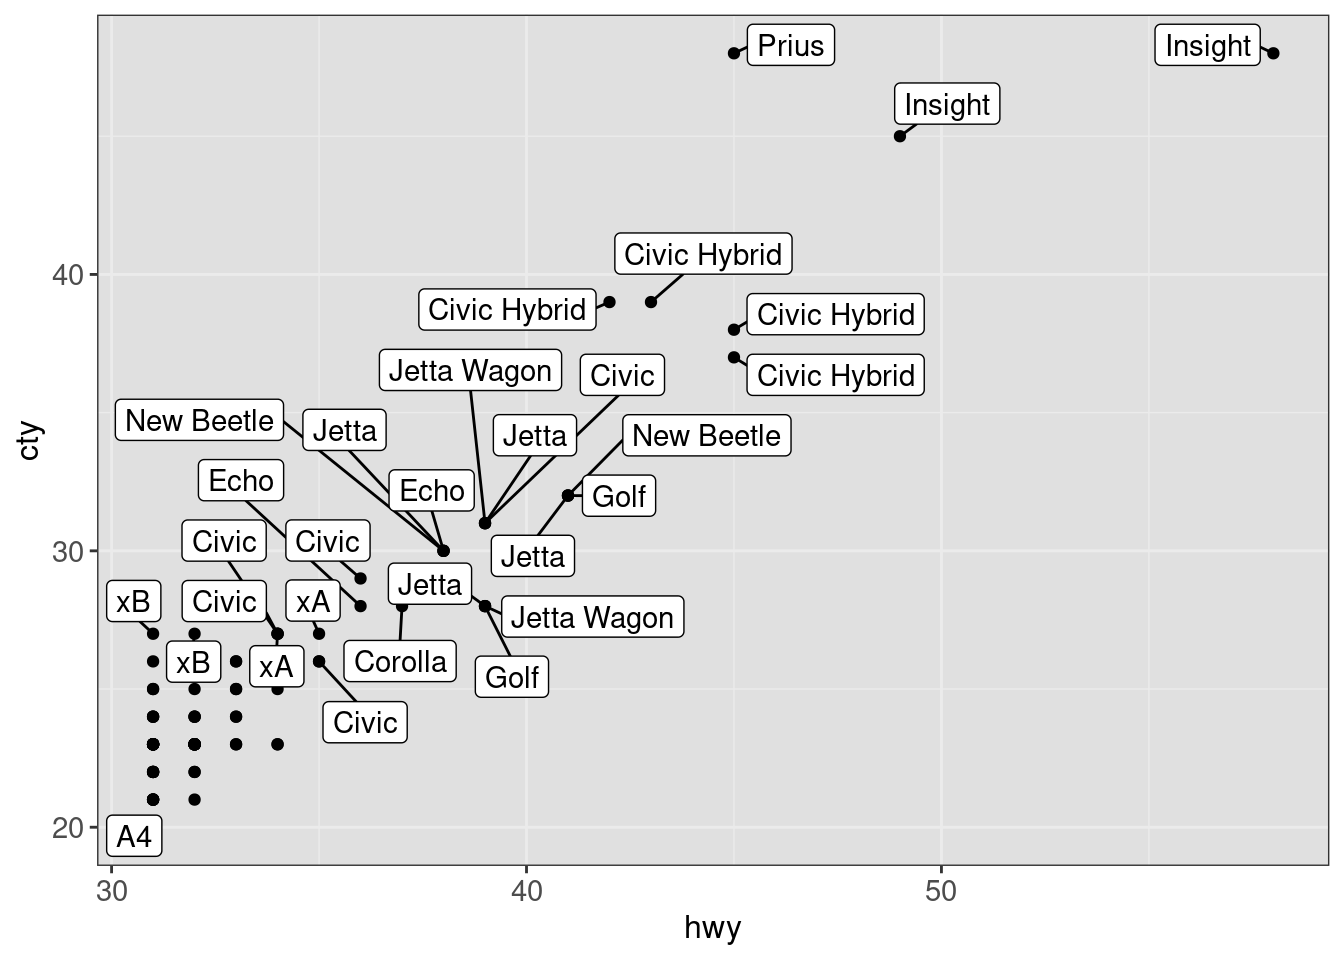 Prius
Insight
Insight
Civic Hybrid
40
Civic Hybrid
Civic Hybrid
Jetta Wagon
Civic
Civic Hybrid
New Beetle
Jetta
Jetta
New Beetle
cty
Echo
Echo
Golf
Civic
Civic
30
Jetta
Jetta
xB
Civic
xA
Jetta Wagon
xB
xA
Corolla
Golf
Civic
20
A4
30
40
50
hwy